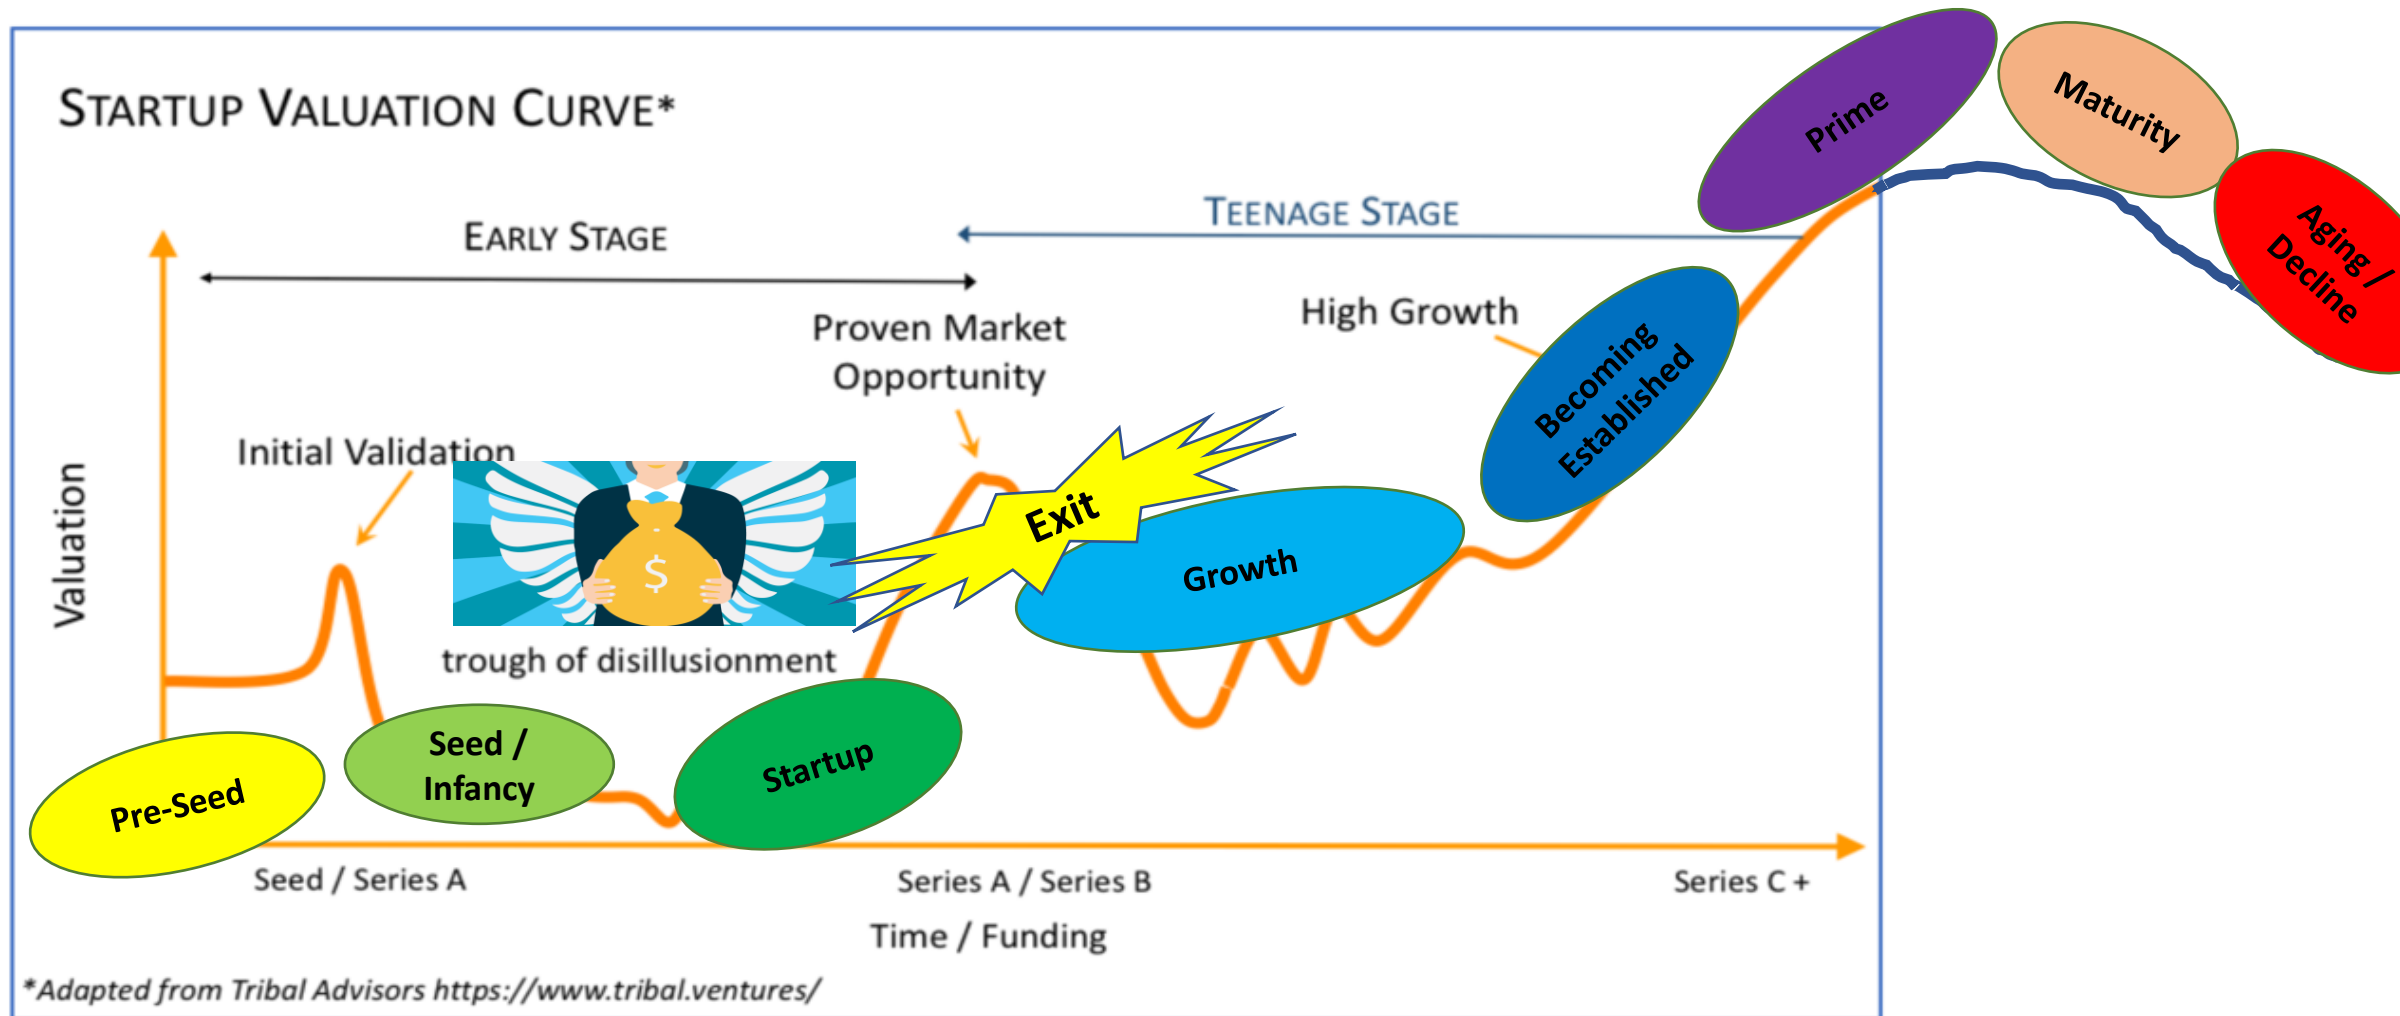 STARTUP VALUATION CURVE*
EARLY STAGE
TEENAGE STAGE
Prime
Maturity
Aging /
Decline
Proven Market
Opportunity
High Growth
Becoming
Established
Initial Validation
Valuation
$
Exit
Growth
trough of disillusionment
Pre-Seed
Seed /
Infancy
Startup
Seed / Series A
Series A / Series B
Series C +
Time / Funding
*Adapted from Tribal Advisors https://www.tribal.ventures/